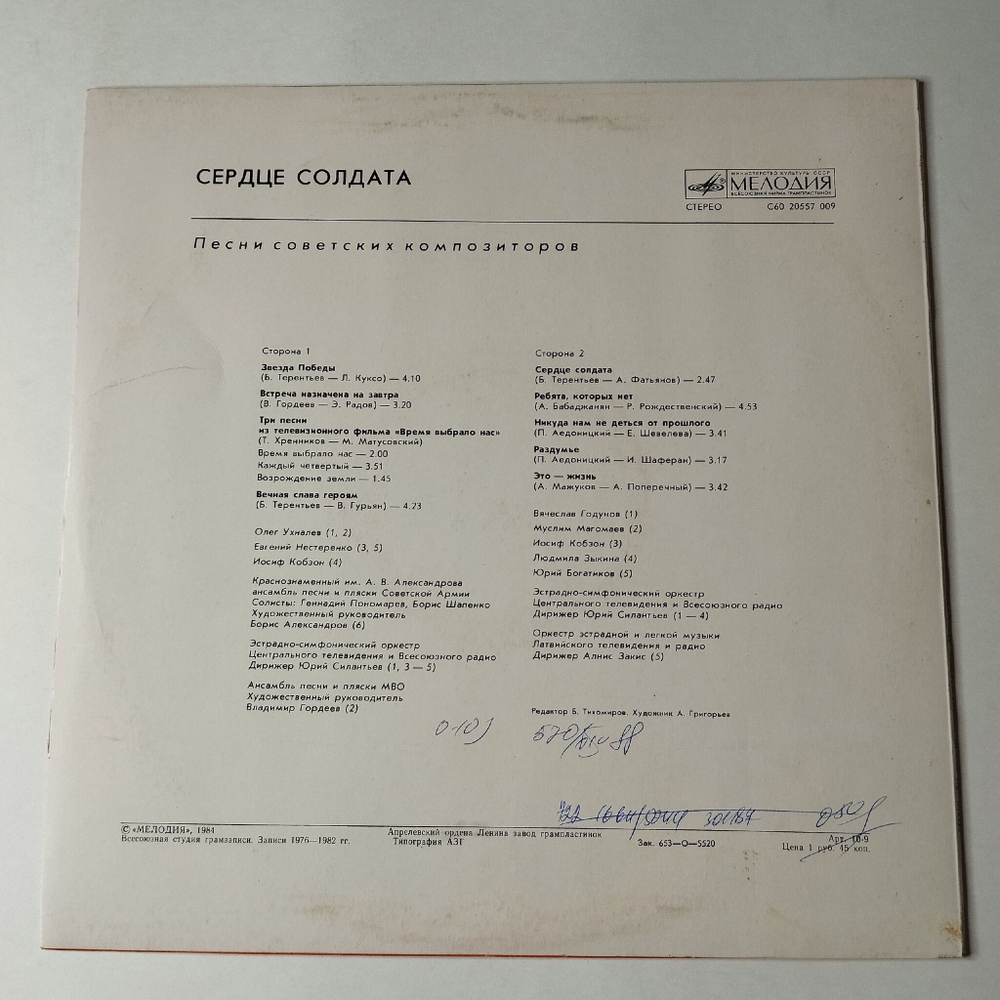 СЕРДЦЕ СОЛДАТА
МИНИСТЕРСТВО КУЛЬТУРЫ СССР
МЕЛОДИЯ
ВСЕСОЮЗНАЯ ФИРМА ГРАМПЛАСТИНОК
СТЕРЕО С60 20557 009
Песни советских композиторов
Сторона 1
Звезда Победы
(Б. Терентьев — Л. Куксо) — 4.10
Встреча назначена на завтра
(В. Гордеев — Э. Радов) — 3.20
Три песни
из телевизионного фильма «Время выбрало нас»
(Т. Хренников — М. Матусовский)
Время выбрало нас — 2.00
Каждый четвертый — 3.51
Возрождение земли — 1.45
Вечная слава героям
(Б. Терентьев — В. Гурьян) — 4.23
Олег Ухналев (1, 2)
Евгений Нестеренко (3, 5)
Иосиф Кобзон (4)
Краснознаменный им. А. В. Александрова
ансамбль песни и пляски Советской Армии
Солисты: Геннадий Пономарев, Борис Шапенко
Художественный руководитель
Борис Александров (6)
Эстрадно-симфонический оркестр
Центрального телевидения и Всесоюзного радио
Дирижер Юрий Силантьев (1, 3 — 5)
Ансамбль песни и пляски МВО
Художественный руководитель
Владимир Гордеев (2)
Сторона 2
Сердце солдата
(Б. Терентьев — А. Фатьянов) — 2.47
Ребята, которых нет
(А. Бабаджанян — Р. Рождественский) — 4.53
Никуда нам не деться от прошлого
(П. Аедоницкий — Е. Шевелева) — 3.41
Раздумье
(П. Аедоницкий — И. Шаферан) — 3.17
Это — жизнь
(А. Мажуков — А. Поперечный) — 3.42
Вячеслав Годунов (1)
Муслим Магомаев (2)
Иосиф Кобзон (3)
Людмила Зыкина (4)
Юрий Богатиков (5)
Эстрадно-симфонический оркестр
Центрального телевидения и Всесоюзного радио
Дирижер Юрий Силантьев (1 — 4)
Оркестр эстрадной и легкой музыки
Латвийского телевидения и радио
Дирижер Алнис Закис (5)
Редактор Б. Тихомиров. Художник А. Григорьев
© «МЕЛОДИЯ», 1984
Всесоюзная студия грамзаписи. Записи 1976—1982 гг.
Апрелевский ордена Ленина завод грампластинок
Типография АЗГ
Зак. 653—О—5520
Арт. 10-9
Цена 1 руб. 45 коп.